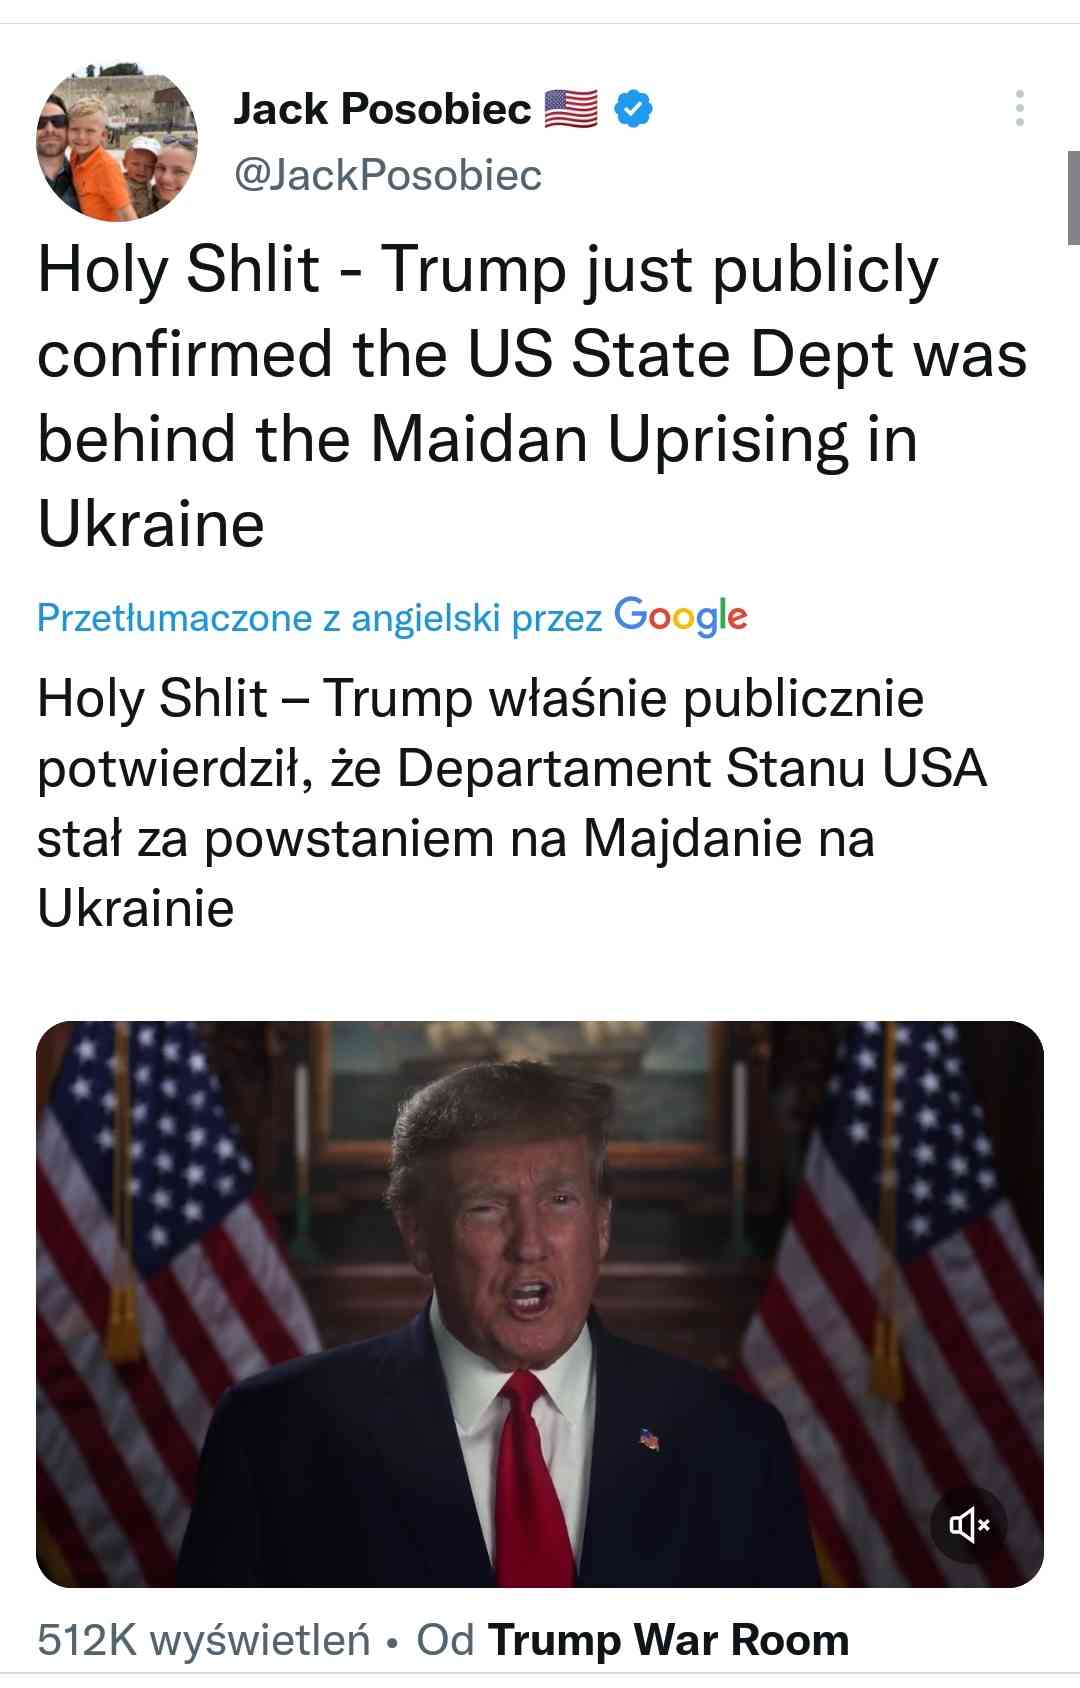 Jack Posobiec 🇺🇸
@JackPosobiec
Holy Shlit - Trump just publicly
confirmed the US State Dept was
behind the Maidan Uprising in
Ukraine
Przetłumaczone z angielski przez Google
Holy Shlit – Trump właśnie publicznie
potwierdził, że Departament Stanu USA
stał za powstaniem na Majdanie na
Ukrainie
512K wyświetleń • Od Trump War Room